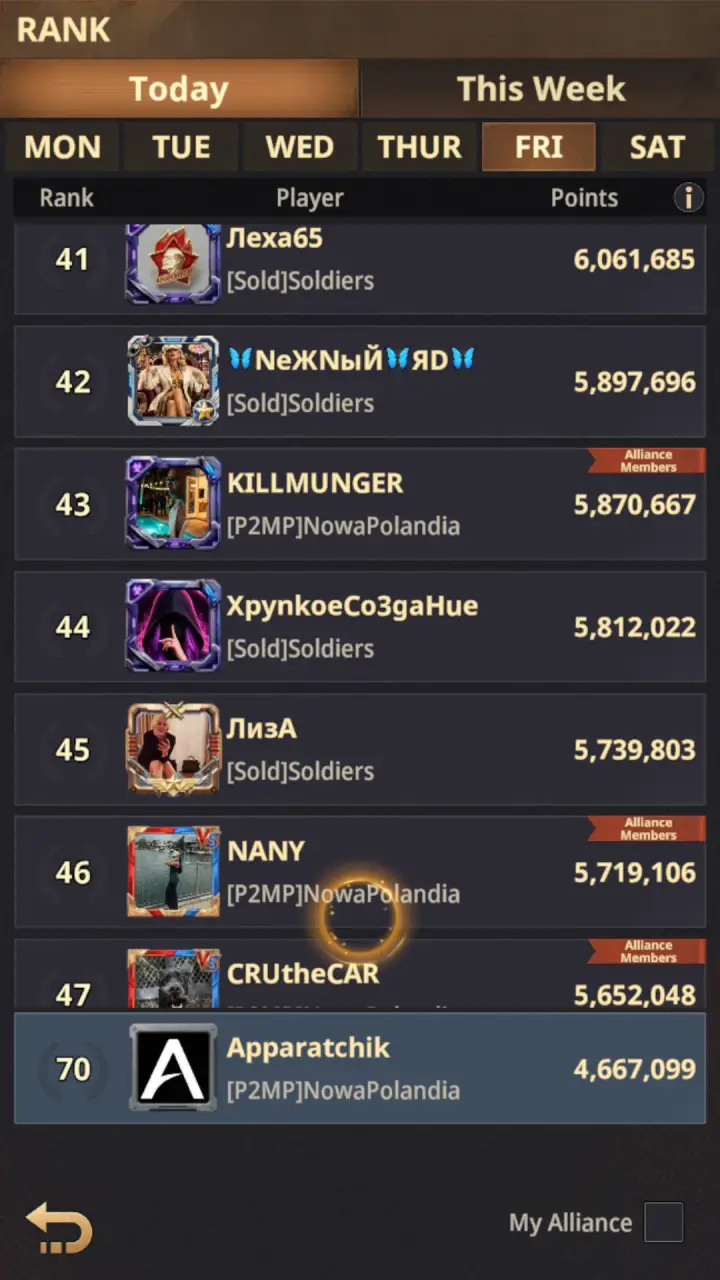 RANK
Today
This Week
MON TUE WED THUR FRI SAT
Rank Player Points i
41 Леха65 6,061,685
[Sold]Soldiers
42 🦋NeЖNыЙ🦋ЯD🦋 5,897,696
[Sold]Soldiers
Alliance Members
43 KILLMUNGER 5,870,667
[P2MP]NowaPolandia
44 XpynkoeCo3gaHue 5,812,022
[Sold]Soldiers
45 ЛизА 5,739,803
[Sold]Soldiers
Alliance Members
46 NANY 5,719,106
[P2MP]NowaPolandia
Alliance Members
47 CRUtheCAR 5,652,048
70 Apparatchik 4,667,099
[P2MP]NowaPolandia
My Alliance